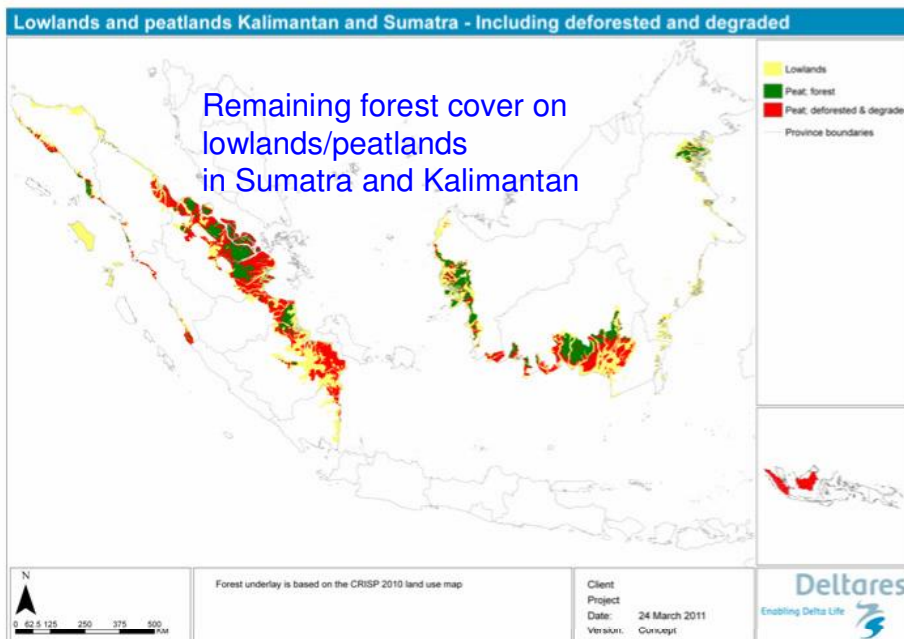 Lowlands and peatlands Kalimantan and Sumatra - Including deforested and degraded
Remaining forest cover on
lowlands/peatlands
in Sumatra and Kalimantan
Lowlands
Peat; forest
Peat; deforested & degrade
Province boundaries
N
0 62.5 125 250 375 500
KM
Forest underlay is based on the CRISP 2010 land use map
Client
Project
Date: 24 March 2011
Version: Concept
Deltares
Enabling Delta Life